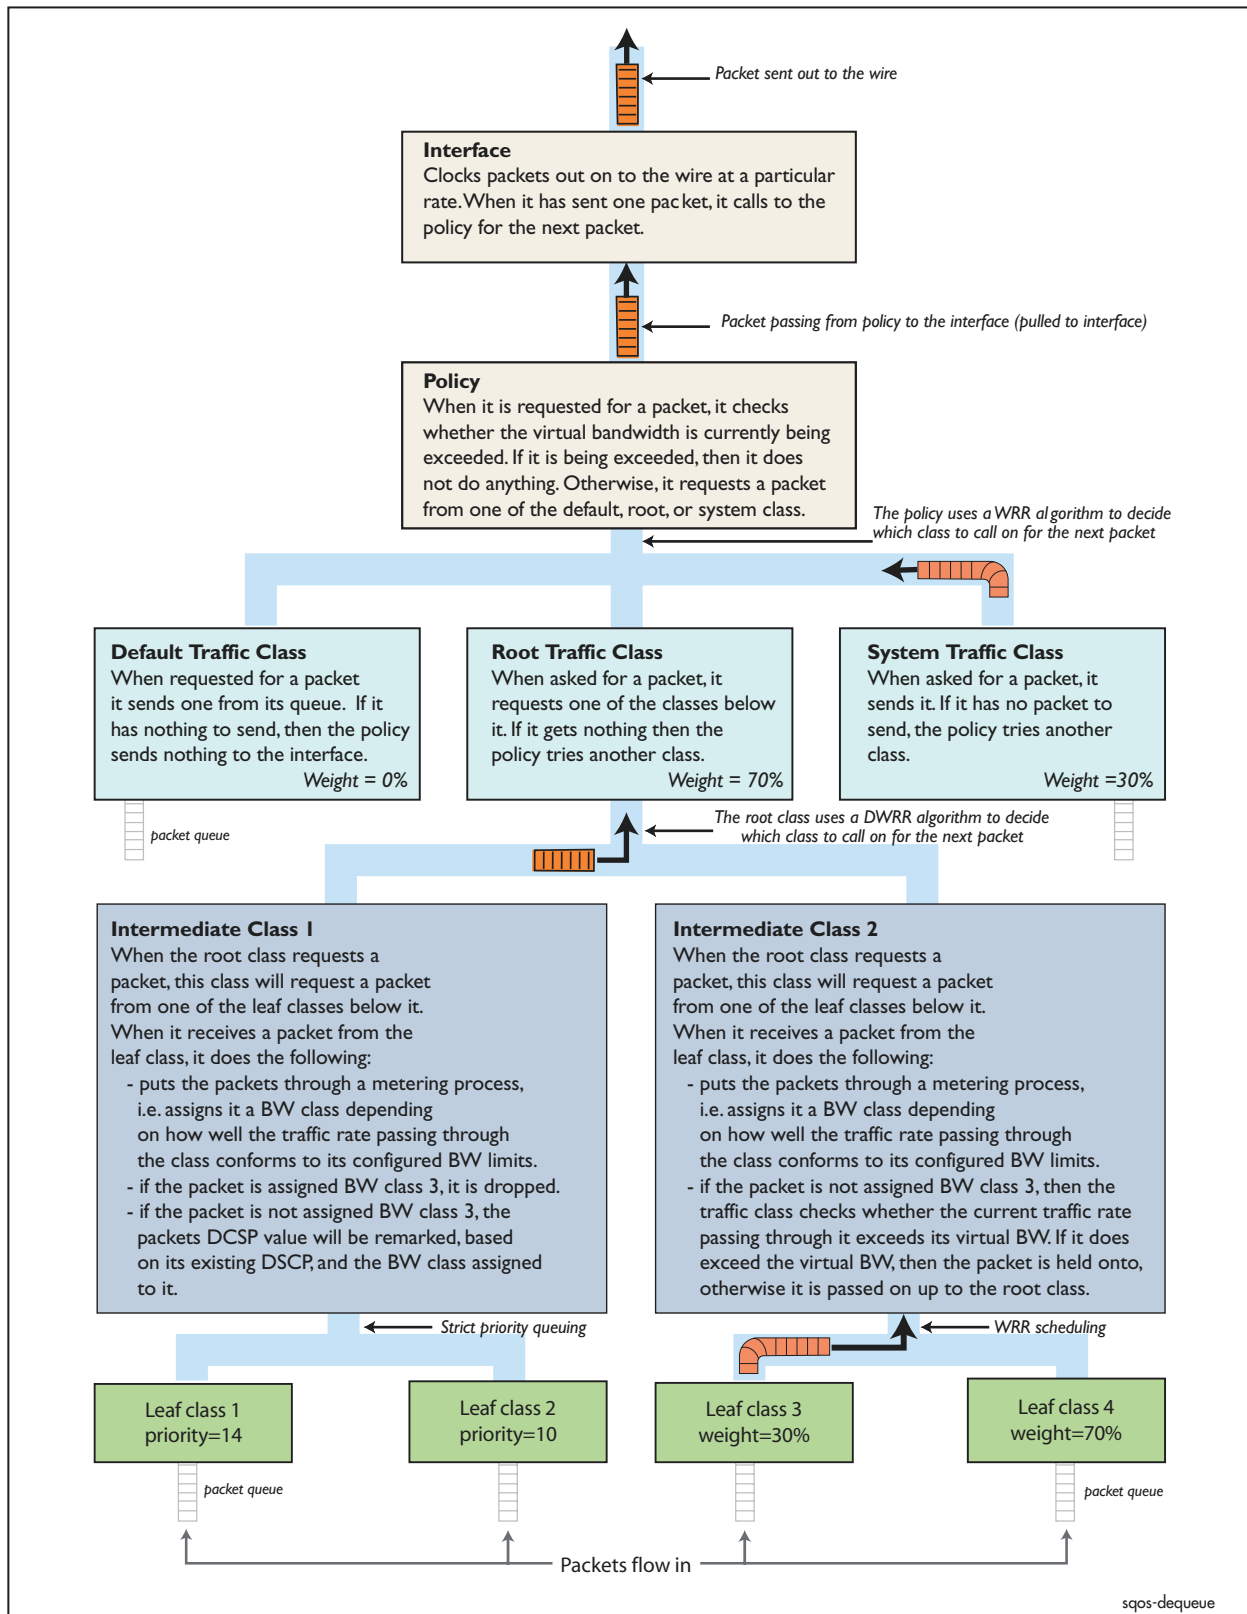 Packet sent out to the wire
Interface
Clocks packets out on to the wire at a particular
rate. When it has sent one packet, it calls to the
policy for the next packet.
Packet passing from policy to the interface (pulled to interface)
Policy
When it is requested for a packet, it checks
whether the virtual bandwidth is currently being
exceeded. If it is being exceeded, then it does
not do anything. Otherwise, it requests a packet
from one of the default, root, or system class.
The policy uses a WRR algorithm to decide
which class to call on for the next packet
Default Traffic Class
When requested for a packet
it sends one from its queue. If it
has nothing to send, then the policy
sends nothing to the interface.
Weight = 0%
packet queue
Root Traffic Class
When asked for a packet, it
requests one of the classes below
it. If it gets nothing then the
policy tries another class.
Weight = 70%
System Traffic Class
When asked for a packet, it
sends it. If it has no packet to
send, the policy tries another
class.
Weight =30%
The root class uses a DWRR algorithm to decide
which class to call on for the next packet
Intermediate Class 1
When the root class requests a
packet, this class will request a packet
from one of the leaf classes below it.
When it receives a packet from the
leaf class, it does the following:
- puts the packets through a metering process,
i.e. assigns it a BW class depending
on how well the traffic rate passing through
the class conforms to its configured BW limits.
- if the packet is assigned BW class 3, it is dropped.
- if the packet is not assigned BW class 3, the
packets DCSP value will be remarked, based
on its existing DSCP, and the BW class assigned
to it.
Intermediate Class 2
When the root class requests a
packet, this class will request a packet
from one of the leaf classes below it.
When it receives a packet from the
leaf class, it does the following:
- puts the packets through a metering process,
i.e. assigns it a BW class depending
on how well the traffic rate passing through
the class conforms to its configured BW limits.
- if the packet is not assigned BW class 3, then the
traffic class checks whether the current traffic rate
passing through it exceeds its virtual BW. If it does
exceed the virtual BW, then the packet is held onto,
otherwise it is passed on up to the root class.
Strict priority queuing
WRR scheduling
Leaf class 1
priority=14
Leaf class 2
priority=10
Leaf class 3
weight=30%
Leaf class 4
weight=70%
packet queue
packet queue
Packets flow in
sqos-dequeue